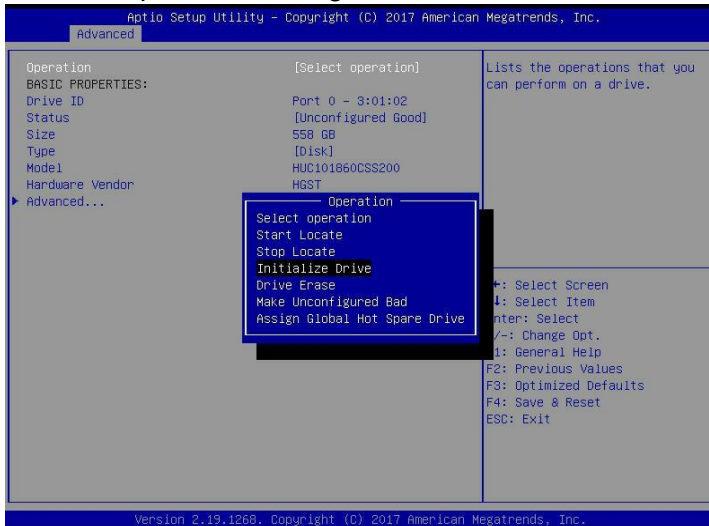 Aptio Setup Utility – Copyright (C) 2017 American Megatrends, Inc.
Advanced
Operation [Select operation]
BASIC PROPERTIES:
Drive ID Port 0 - 3:01:02
Status [Unconfigured Good]
Size 558 GB
Type [Disk]
Model HUC101860CSS200
Hardware Vendor HGST
Advanced...
Operation
Select operation
Start Locate
Stop Locate
Initialize Drive
Drive Erase
Make Unconfigured Bad
Assign Global Hot Spare Drive
Lists the operations that you
can perform on a drive.
: Select Screen
: Select Item
nter: Select
/-: Change Opt.
1: General Help
F2: Previous Values
F3: Optimized Defaults
F4: Save & Reset
ESC: Exit
Version 2.19.1268. Copyright (C) 2017 American Megatrends, Inc.